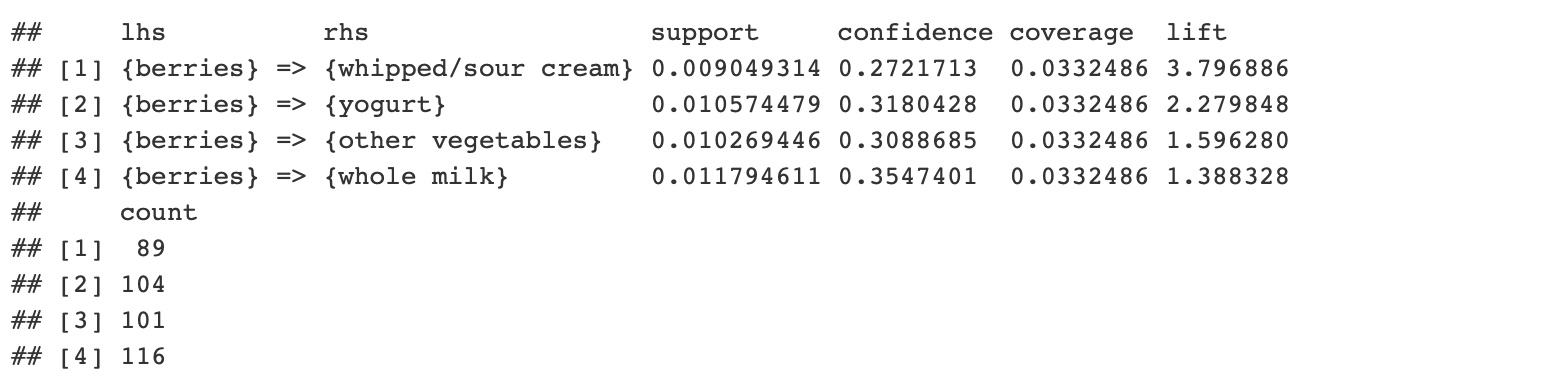 ##     lhs          rhs                  support     confidence coverage  lift
## [1] {berries} => {whipped/sour cream} 0.009049314 0.2721713  0.0332486 3.796886
## [2] {berries} => {yogurt}             0.010574479 0.3180428  0.0332486 2.279848
## [3] {berries} => {other vegetables}   0.010269446 0.3088685  0.0332486 1.596280
## [4] {berries} => {whole milk}         0.011794611 0.3547401  0.0332486 1.388328
##     count
## [1]  89
## [2] 104
## [3] 101
## [4] 116